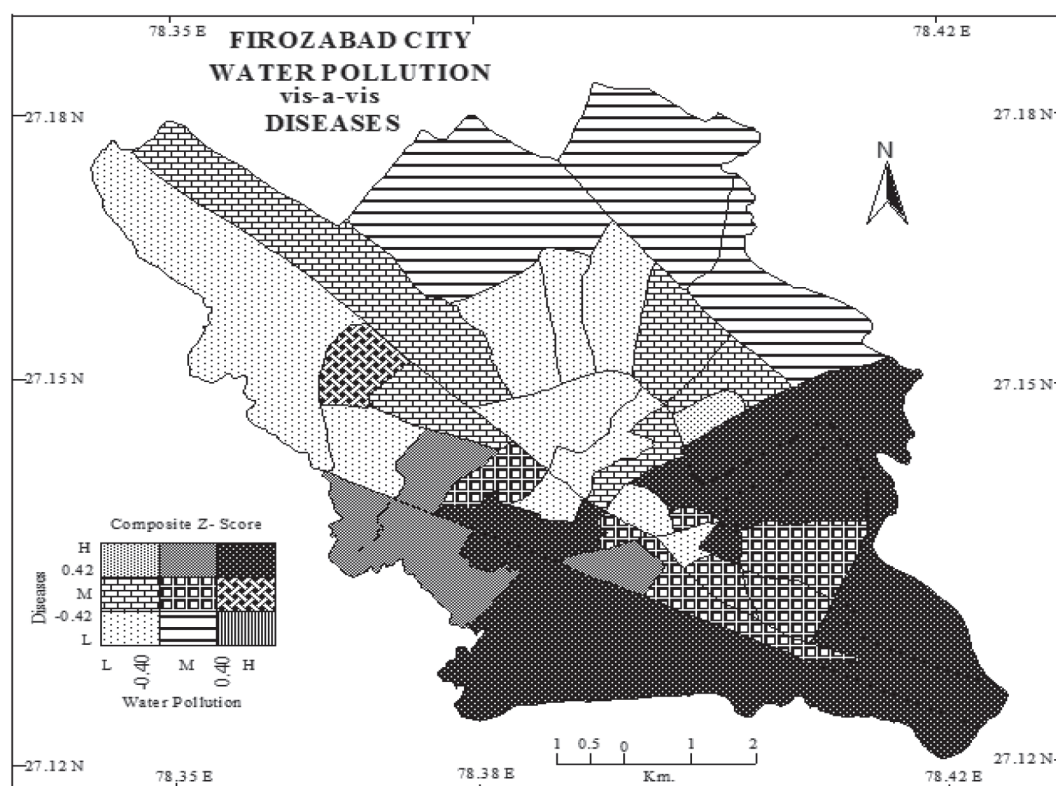 78.35 E
78.42 E
FIROZABAD CITY
WATER POLLUTION
vis-a-vis
DISEASES
27.18 N
27.18 N
N
27.15 N
27.15 N
Composite Z- Score
H
0.42
M
-0.42
L
Diseases
L
-0.40
M
0.40
H
Water Pollution
1 0.5 0 1 2
Km.
27.12 N
27.12 N
78.35 E
78.38 E
78.42 E